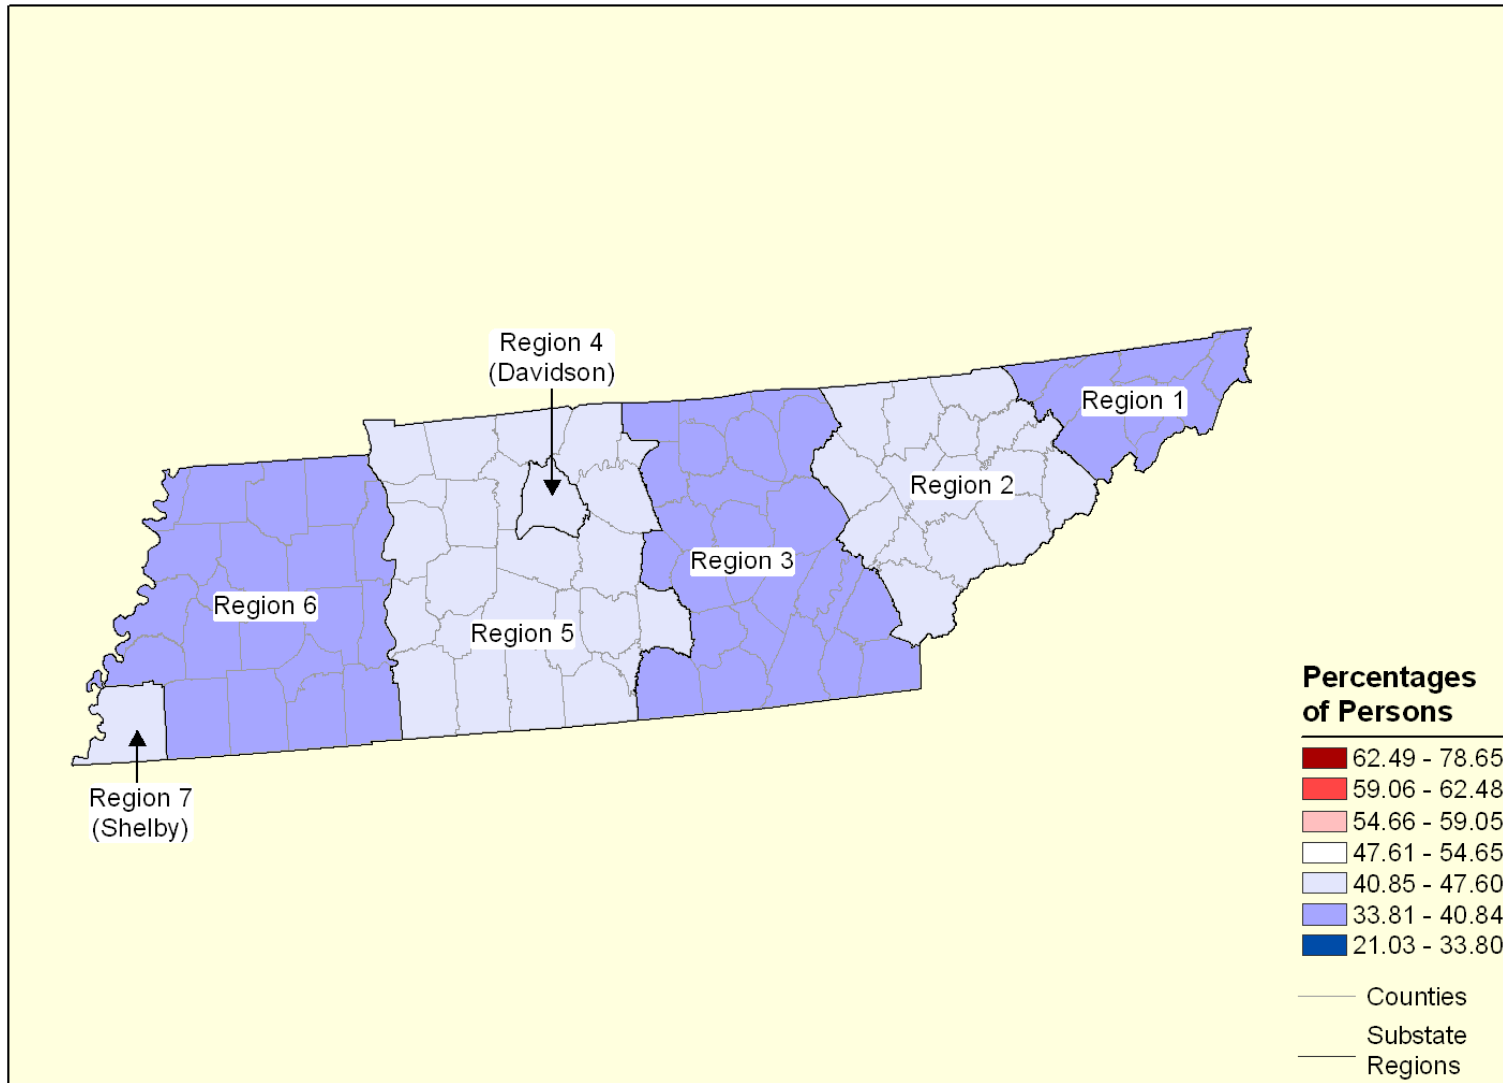 Region 4
(Davidson)
Region 1
Region 2
Region 3
Region 6
Region 5
Region 7
(Shelby)
Percentages
of Persons
62.49 - 78.65
59.06 - 62.48
54.66 - 59.05
47.61 - 54.65
40.85 - 47.60
33.81 - 40.84
21.03 - 33.80
Counties
Substate
Regions